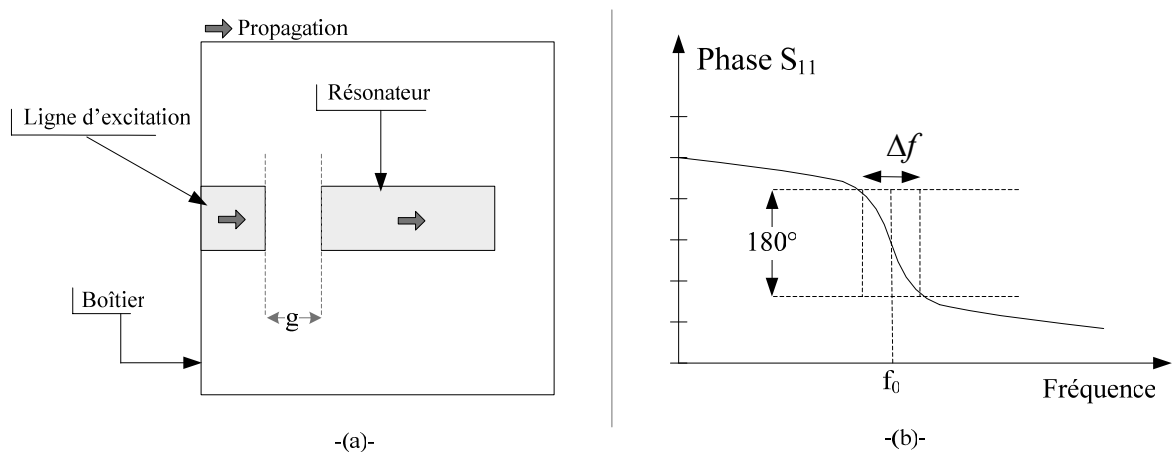 Propagation
Ligne d'excitation
Résonateur
Boîtier
g
-(a)-
Phase S₁₁
Δf
180°
f₀
Fréquence
-(b)-